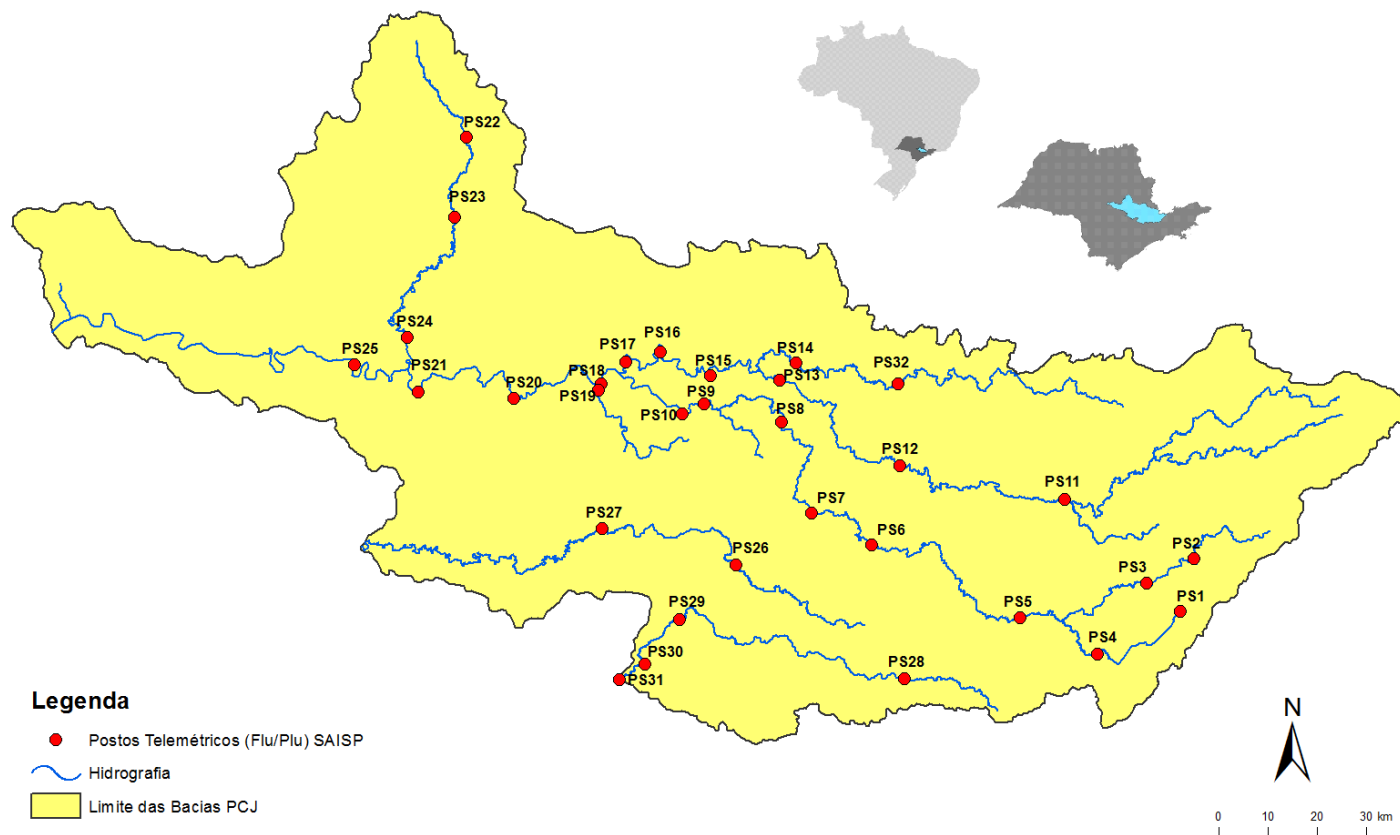 PS22
PS23
PS24
PS25
PS21
PS20
PS16
PS17
PS18
PS19
PS15
PS14
PS13
PS32
PS9
PS10
PS8
PS12
PS11
PS7
PS6
PS27
PS26
PS2
PS3
PS1
PS5
PS4
PS29
PS30
PS31
PS28
Legenda
Postos Telemétricos (Flu/Plu) SAISP
Hidrografia
Limite das Bacias PCJ
N
0 10 20 30 km